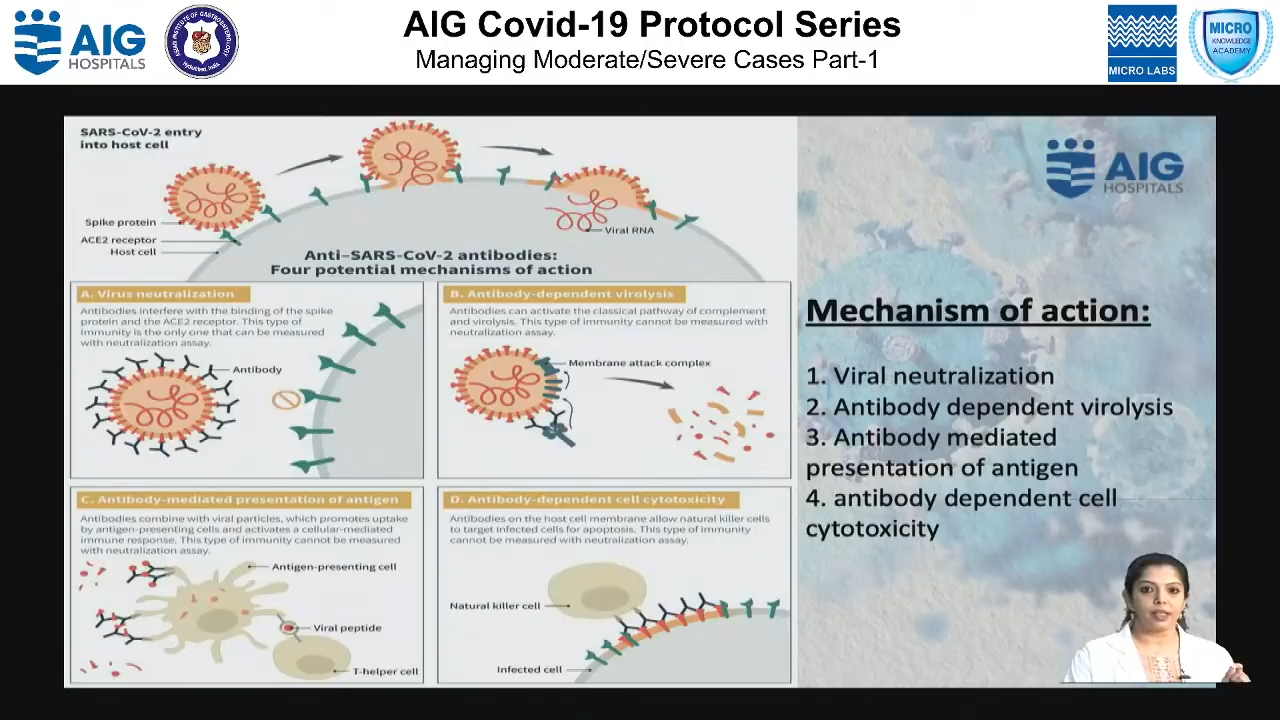 AIG
HOSPITALS
ASIAN INSTITUTE OF GASTROENTEROLOGY
Hyderabad, India
AIG Covid-19 Protocol Series
Managing Moderate/Severe Cases Part-1
MICRO LABS
MICRO
KNOWLEDGE
ACADEMY
SARS-CoV-2 entry
into host cell
Spike protein
ACE2 receptor
Host cell
Viral RNA
Anti–SARS-CoV-2 antibodies:
Four potential mechanisms of action
A. Virus neutralization
Antibodies interfere with the binding of the spike
protein and the ACE2 receptor. This type of
immunity is the only one that can be measured
with neutralization assay.
Antibody
B. Antibody-dependent virolysis
Antibodies can activate the classical pathway of complement
and virolysis. This type of immunity cannot be measured with
neutralization assay.
Membrane attack complex
C. Antibody-mediated presentation of antigen
Antibodies combine with viral particles, which promotes uptake
by antigen-presenting cells and activates a cellular-mediated
immune response. This type of immunity cannot be measured
with neutralization assay.
Antigen-presenting cell
Viral peptide
T-helper cell
D. Antibody-dependent cell cytotoxicity
Antibodies on the host cell membrane allow natural killer cells
to target infected cells for apoptosis. This type of immunity
cannot be measured with neutralization assay.
Natural killer cell
Infected cell
AIG
HOSPITALS
Mechanism of action:
1. Viral neutralization
2. Antibody dependent virolysis
3. Antibody mediated
presentation of antigen
4. antibody dependent cell
cytotoxicity